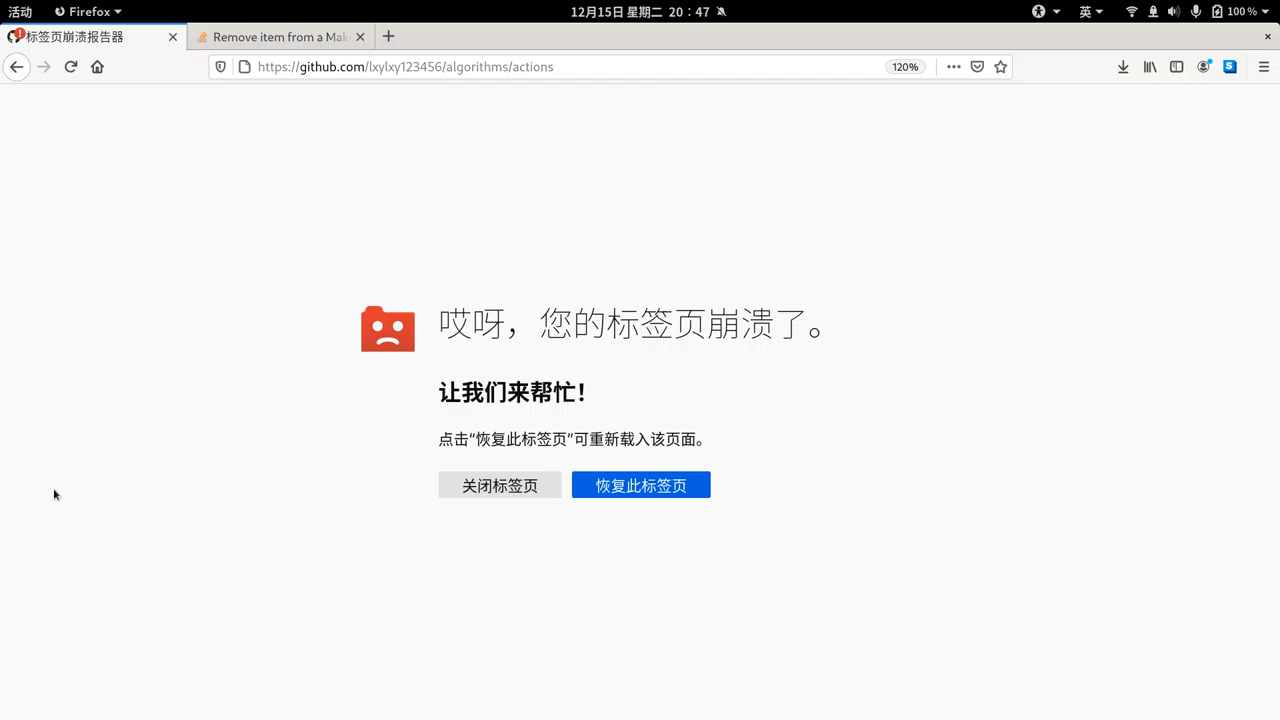 活动 Firefox 12月15日 星期二 20：47 英 100 %
标签页崩溃报告器 Remove item from a Mak
https://github.com/lxylxy123456/algorithms/actions 120%
哎呀，您的标签页崩溃了。
让我们来帮忙！
点击“恢复此标签页”可重新载入该页面。
关闭标签页 恢复此标签页